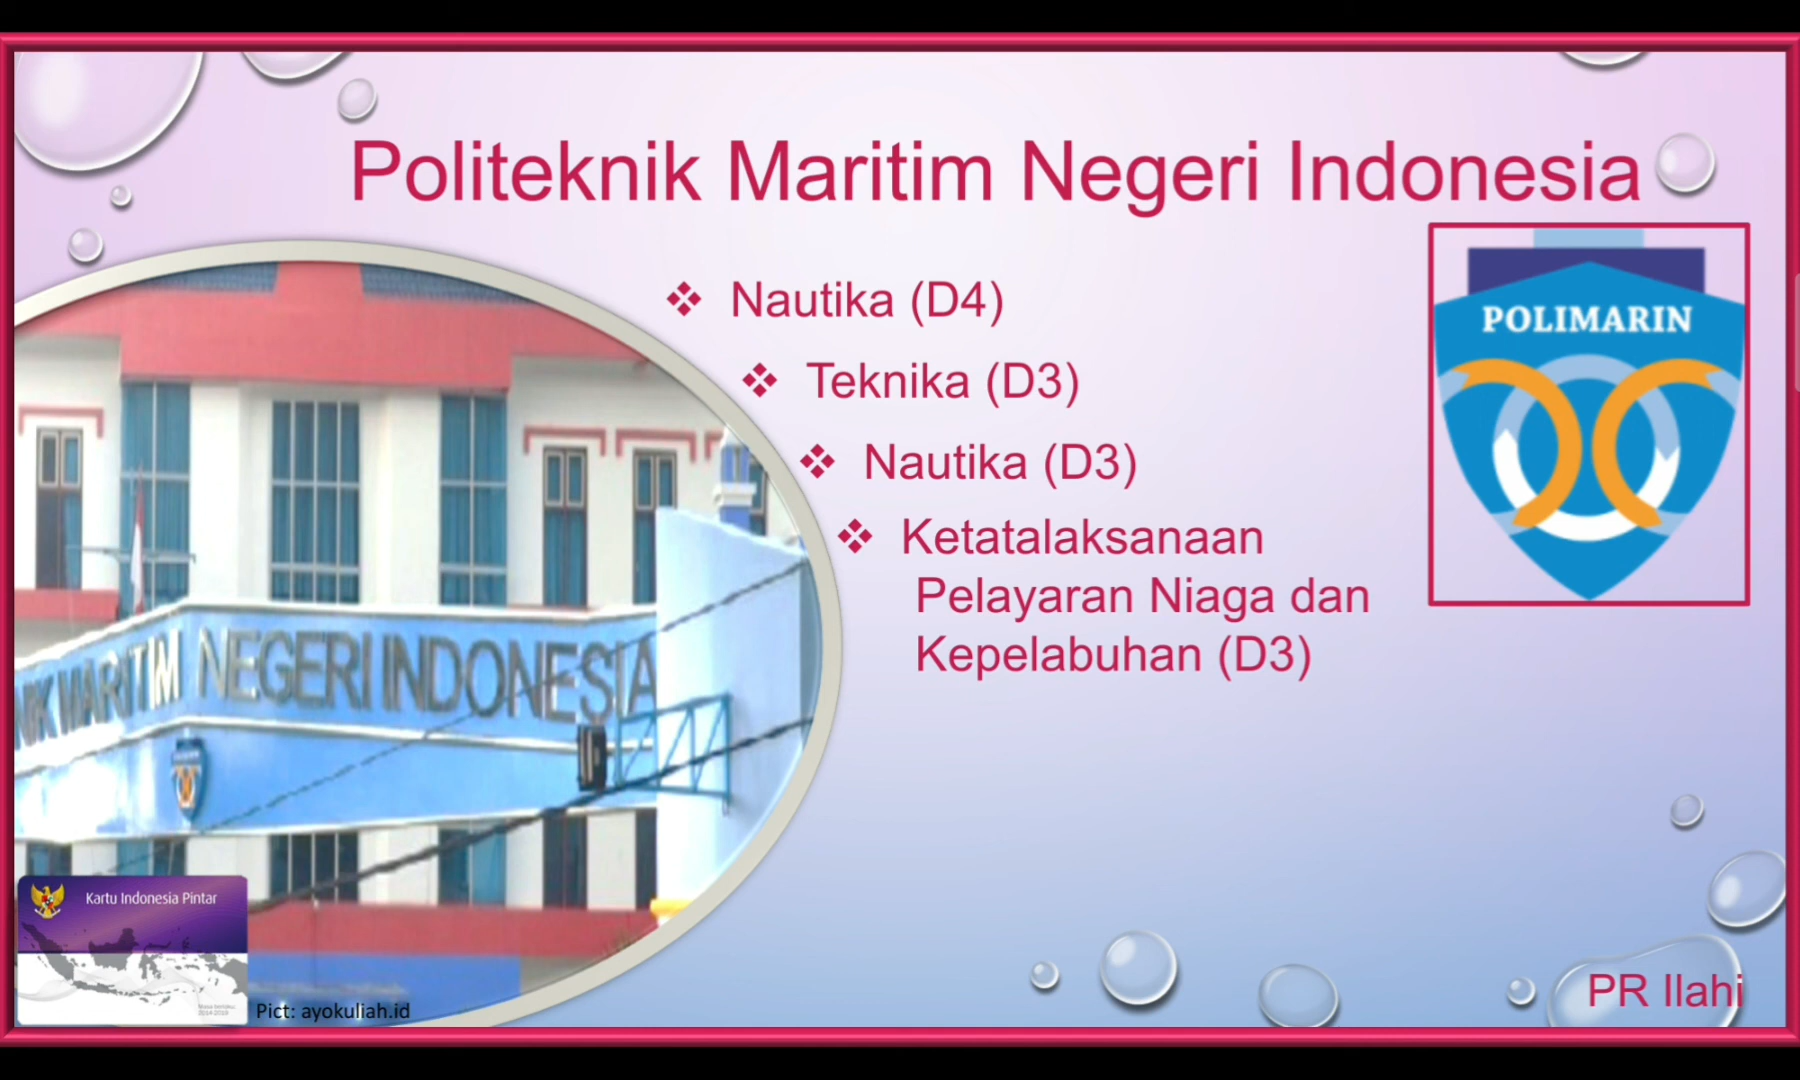 Politeknik Maritim Negeri Indonesia
❖ Nautika (D4)
❖ Teknika (D3)
❖ Nautika (D3)
❖ Ketatalaksanaan
Pelayaran Niaga dan
Kepelabuhan (D3)
POLIMARIN
MARITIM NEGERI INDONESIA
Kartu Indonesia Pintar
Pict: ayokuliah.id
PR Ilahi